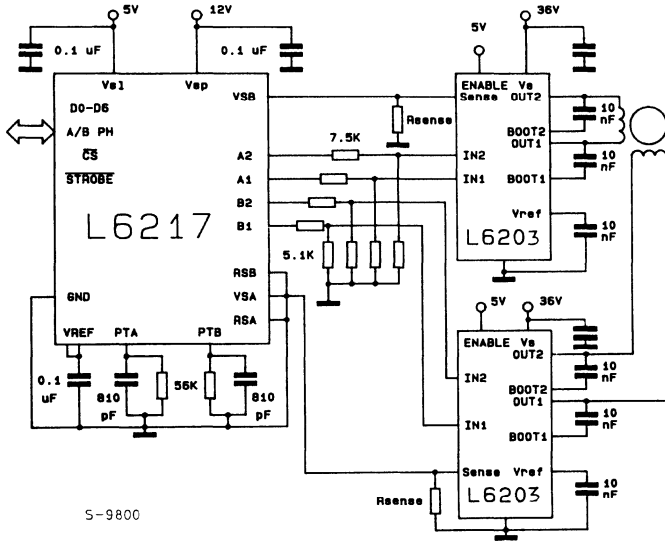 5V
12V
0.1 uF
0.1 uF
Vsl
Vsp
D0-D6
A/B PH
CS
STROBE
L6217
GND
VREF
PTA
PTB
VSB
A2
A1
B2
B1
RSB
VSA
RSA
0.1
uF
810
pF
56K
810
pF
7.5K
5.1K
Rsense
5V
36V
ENABLE
Vs
Sense
OUT2
BOOT2
OUT1
IN2
IN1
BOOT1
Vref
L6203
10
nF
10
nF
10
nF
5V
36V
ENABLE
Vs
OUT2
IN2
BOOT2
OUT1
IN1
BOOT1
Sense
Vref
L6203
10
nF
10
nF
10
nF
Rsense
S-9800